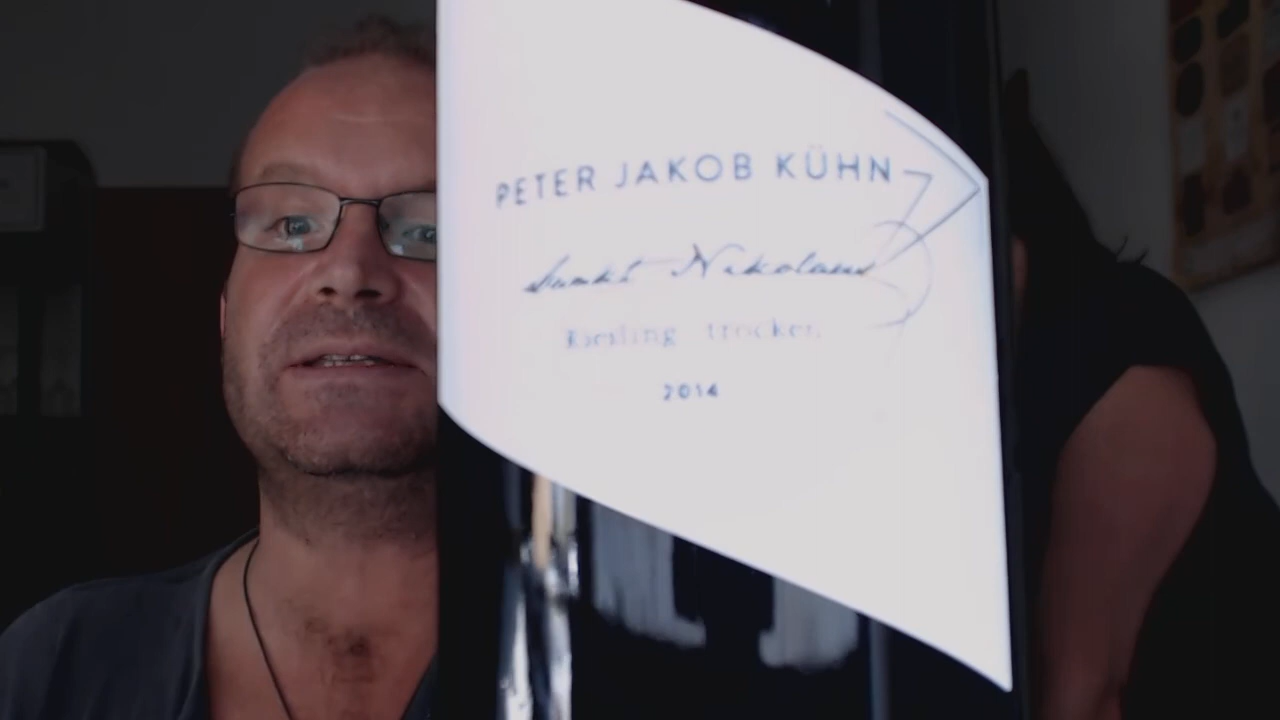 PETER JAKOB KÜHN
Sankt Nikolaus
Riesling trocken
2014